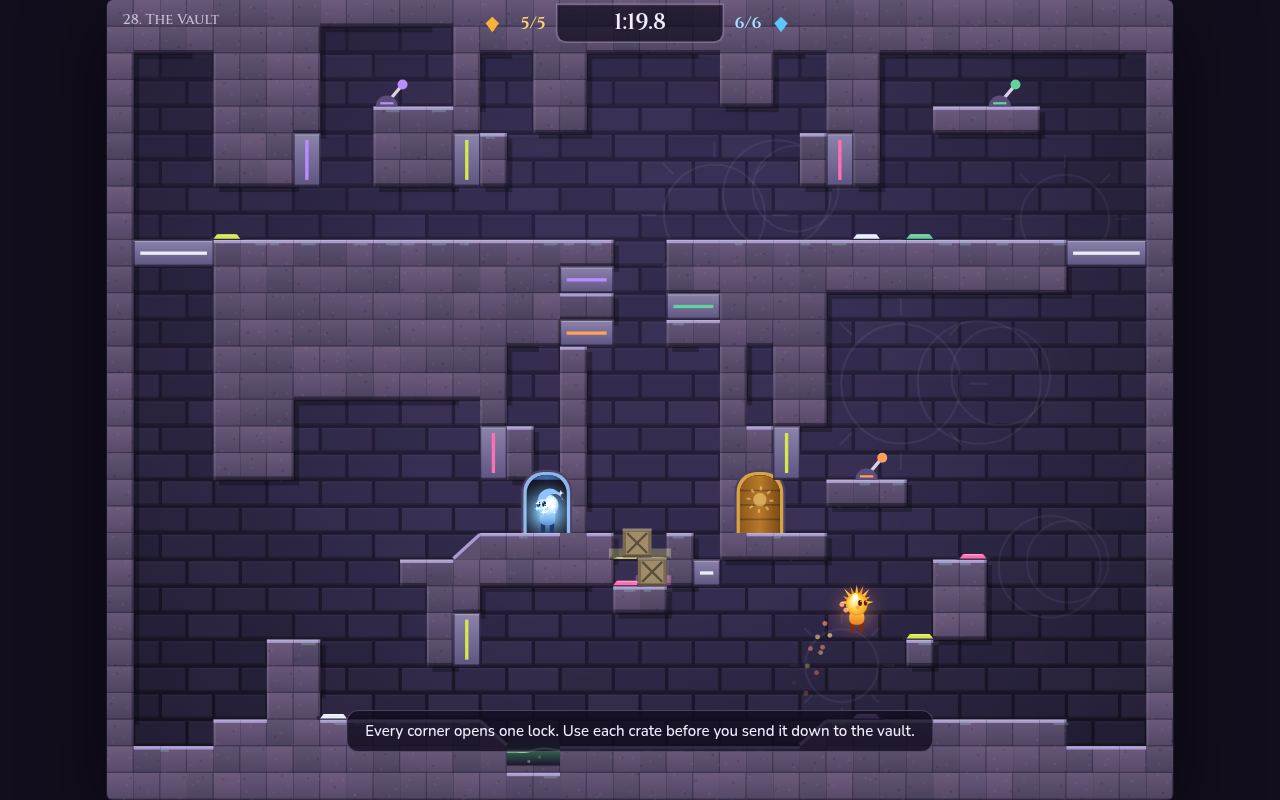 28. The Vault
5/5
1:19.8
6/6
Every corner opens one lock. Use each crate before you send it down to the vault.